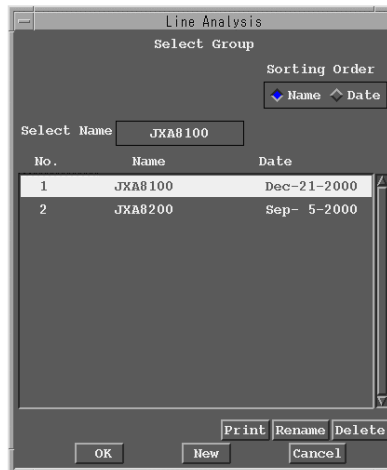 Line Analysis
Select Group
Sorting Order
Name Date
Select Name JXA8100
No. Name Date
1 JXA8100 Dec-21-2000
2 JXA8200 Sep- 5-2000
Print Rename Delete
OK New Cancel